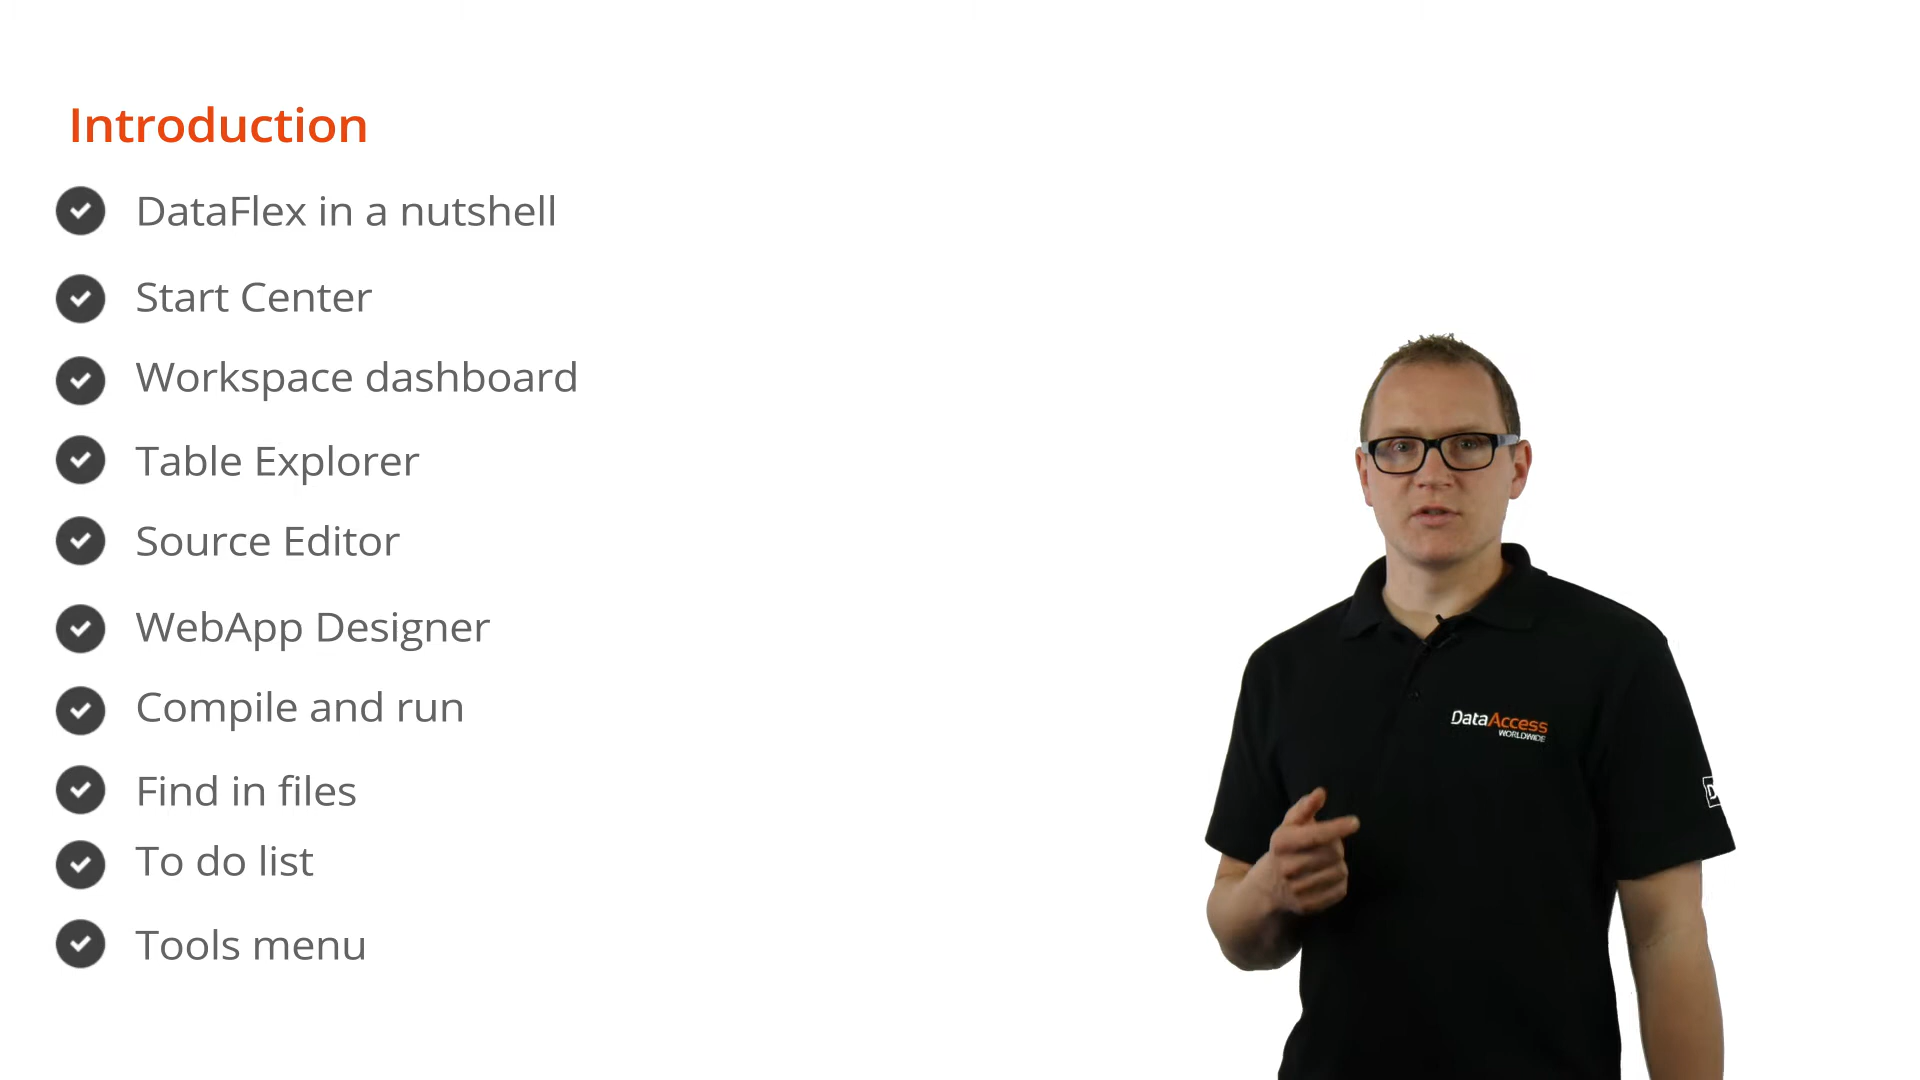 Introduction
DataFlex in a nutshell
Start Center
Workspace dashboard
Table Explorer
Source Editor
WebApp Designer
Compile and run
Find in files
To do list
Tools menu
DataAccess
WORLDWIDE